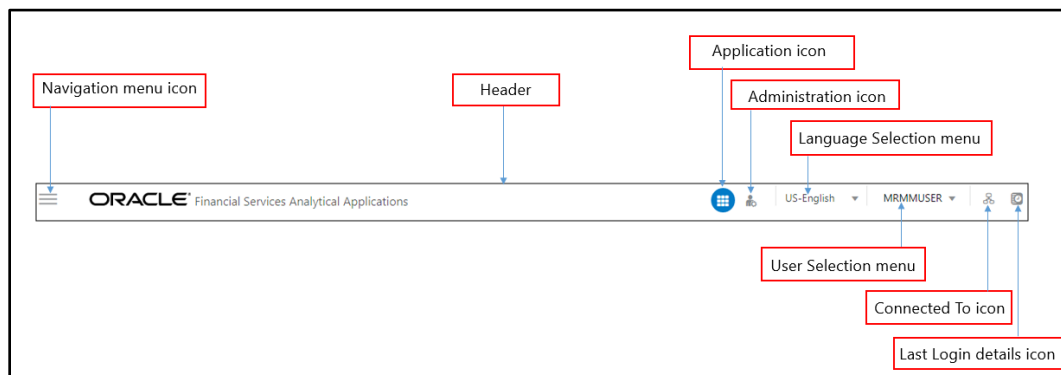 Application icon
Navigation menu icon
Header
Administration icon
Language Selection menu
ORACLE® Financial Services Analytical Applications
US-English
MRMMUSER
User Selection menu
Connected To icon
Last Login details icon